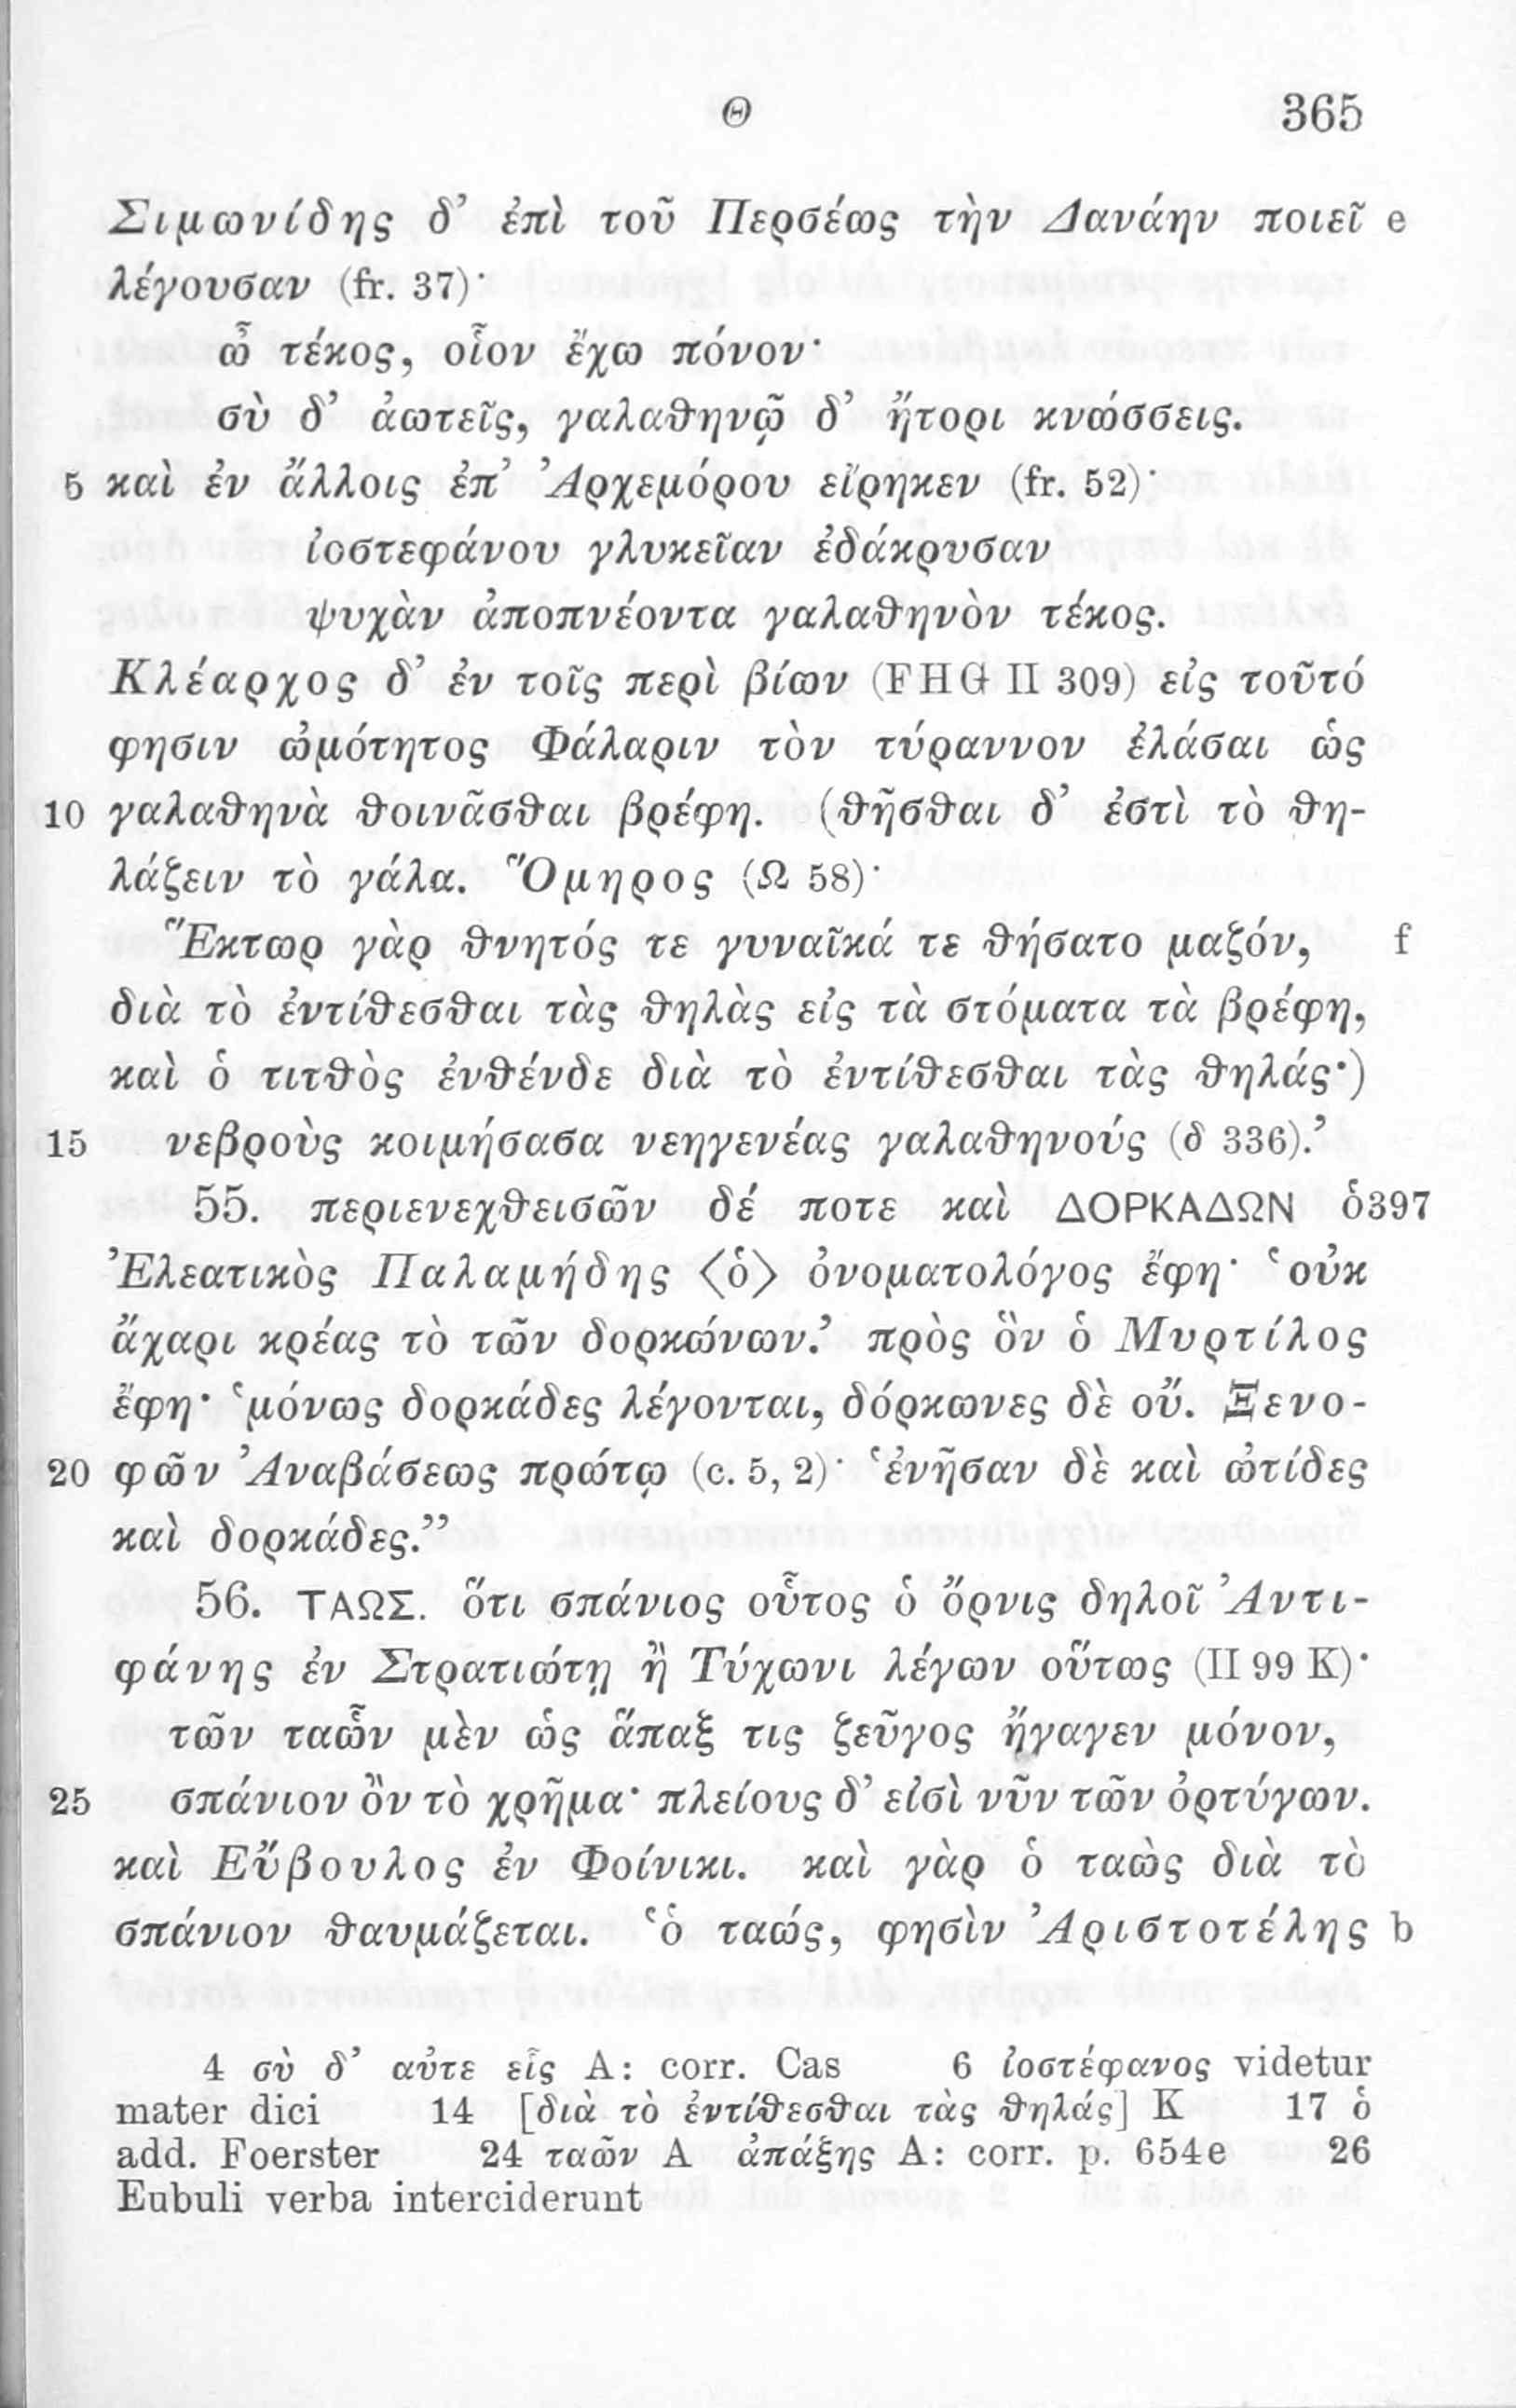 Θ 365
Σιμωνίδης δ’ ἐπὶ τοῦ Περσέως τὴν Δανάην ποιεῖ e
λέγουσαν (fr. 37)·
ὦ τέκος, οἷον ἔχω πόνον·
σὺ δ’ ἀωτεῖς, γαλαθηνῷ δ’ ἤτορι κνώσσεις.
5 καὶ ἐν ἄλλοις ἐπ’ Ἀρχεμόρου εἴρηκεν (fr. 52)·
ἰοστεφάνου γλυκεῖαν ἐδάκρυσαν
ψυχὰν ἀποπνέοντα γαλαθηνὸν τέκος.
Κλέαρχος δ’ ἐν τοῖς περὶ βίων (FHG II 309) εἰς τοῦτό
φησιν ὠμότητος Φάλαριν τὸν τύραννον ἐλάσαι ὡς
10 γαλαθηνὰ θοινᾶσθαι βρέφη. (θῆσθαι δ’ ἐστὶ τὸ θη-
λάζειν τὸ γάλα. Ὅμηρος (Ω 58)·
Ἕκτωρ γὰρ θνητός τε γυναῖκά τε θήσατο μαζόν, f
διὰ τὸ ἐντίθεσθαι τὰς θηλὰς εἰς τὰ στόματα τὰ βρέφη,
καὶ ὁ τιτθὸς ἐνθένδε διὰ τὸ ἐντίθεσθαι τὰς θηλάς·)
15 νεβροὺς κοιμήσασα νεηγενέας γαλαθηνούς (δ 336).’
55. περιενεχθεισῶν δέ ποτε καὶ ΔΟΡΚΑΔΩΝ ὁ 397
Ἐλεατικὸς Παλαμήδης <ὁ> ὀνοματολόγος ἔφη· ‘οὐκ
ἄχαρι κρέας τὸ τῶν δορκώνων.’ πρὸς ὃν ὁ Μυρτίλος
ἔφη· ‘μόνως δορκάδες λέγονται, δόρκωνες δὲ οὔ. Ξενο-
20 φῶν Ἀναβάσεως πρώτῳ (c. 5, 2)· ‘ἐνῆσαν δὲ καὶ ὠτίδες
καὶ δορκάδες.’’
56. ΤΑΩΣ. ὅτι σπάνιος οὗτος ὁ ὄρνις δηλοῖ Ἀντι-
φάνης ἐν Στρατιώτῃ ἢ Τύχωνι λέγων οὕτως (II 99 K)·
τῶν ταὧν μὲν ὡς ἅπαξ τις ζεῦγος ἤγαγεν μόνον,
25 σπάνιον ὂν τὸ χρῆμα· πλείους δ’ εἰσὶ νῦν τῶν ὀρτύγων.
καὶ Εὔβουλος ἐν Φοίνικι. καὶ γὰρ ὁ ταὼς διὰ τὸ
σπάνιον θαυμάζεται. ‘ὁ ταώς, φησὶν Ἀριστοτέλης b
4 σὺ δ’ αὖτε εἷς A: corr. Cas 6 ἰοστέφανος videtur
mater dici 14 [διὰ τὸ ἐντίθεσθαι τὰς θηλάς] K 17 ὁ
add. Foerster 24 ταῶν A ἀπάξης A: corr. p. 654e 26
Eubuli verba interciderunt